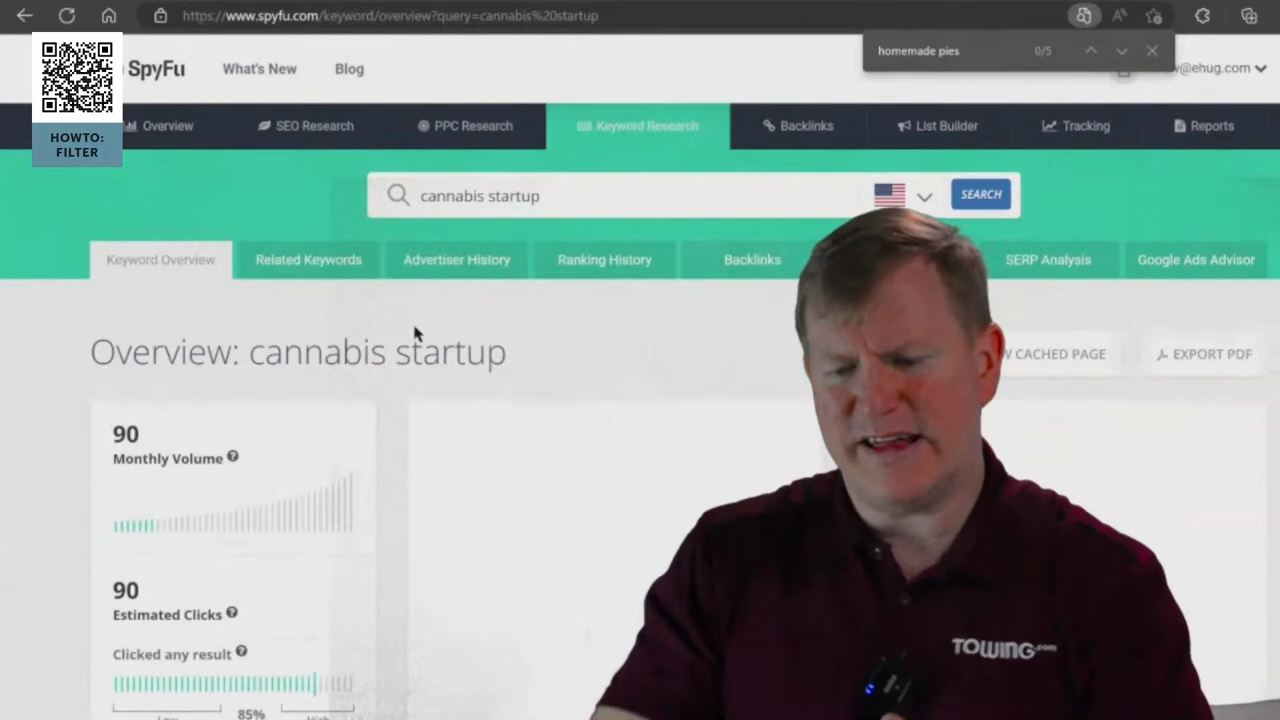 https://www.spyfu.com/keyword/overview?query=cannabis%20startup
homemade pies
0/5
SpyFu
What's New
Blog
@ehug.com
HOWTO:
FILTER
Overview
SEO Research
PPC Research
Keyword Research
Backlinks
List Builder
Tracking
Reports
cannabis startup
SEARCH
Keyword Overview
Related Keywords
Advertiser History
Ranking History
Backlinks
SERP Analysis
Google Ads Advisor
Overview: cannabis startup
CACHED PAGE
EXPORT PDF
90
Monthly Volume
90
Estimated Clicks
Clicked any result
85%
TOWING.com